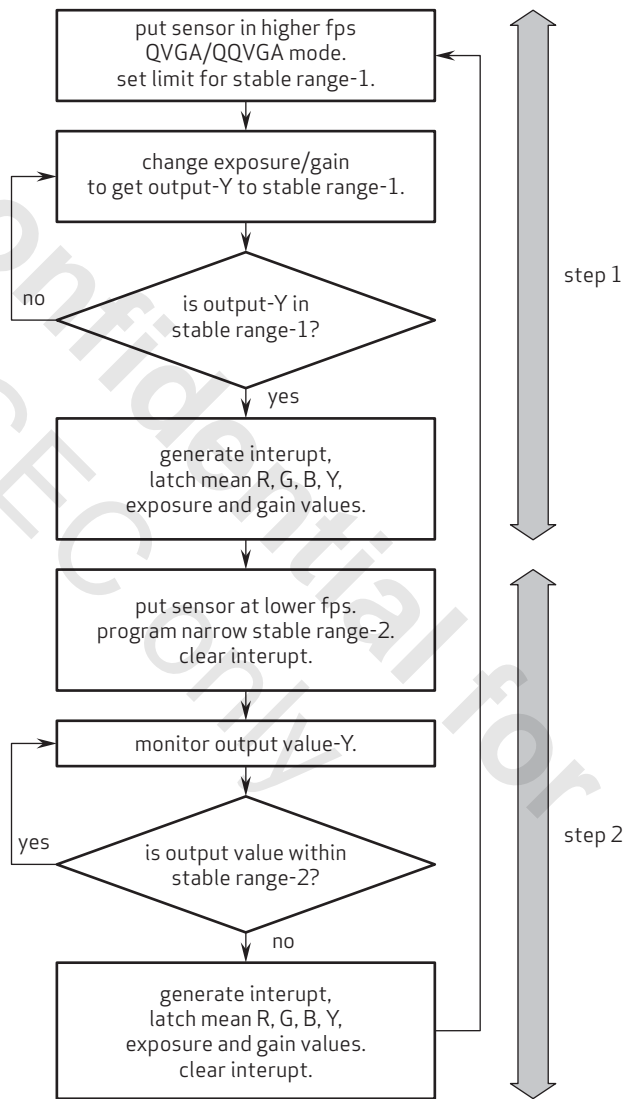 put sensor in higher fps
QVGA/QQVGA mode.
set limit for stable range-1.
change exposure/gain
to get output-Y to stable range-1.
no
is output-Y in
stable range-1?
yes
generate interupt,
latch mean R, G, B, Y,
exposure and gain values.
step 1
put sensor at lower fps.
program narrow stable range-2.
clear interupt.
monitor output value-Y.
yes
is output value within
stable range-2?
no
generate interupt,
latch mean R, G, B, Y,
exposure and gain values.
clear interupt.
step 2
onfidential for
CEC only